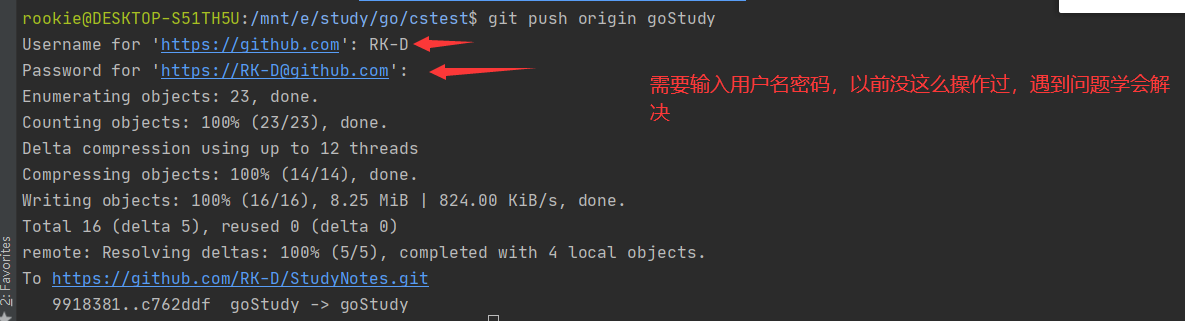 rookie@DESKTOP-S51TH5U:/mnt/e/study/go/cstest$ git push origin goStudy
Username for 'https://github.com': RK-D
Password for 'https://RK-D@github.com':
需要输入用户名密码，以前没这么操作过，遇到问题学会解
决
Enumerating objects: 23, done.
Counting objects: 100% (23/23), done.
Delta compression using up to 12 threads
Compressing objects: 100% (14/14), done.
Writing objects: 100% (16/16), 8.25 MiB | 824.00 KiB/s, done.
Total 16 (delta 5), reused 0 (delta 0)
remote: Resolving deltas: 100% (5/5), completed with 4 local objects.
To https://github.com/RK-D/StudyNotes.git
9918381..c762ddf  goStudy -> goStudy
2: Favorites